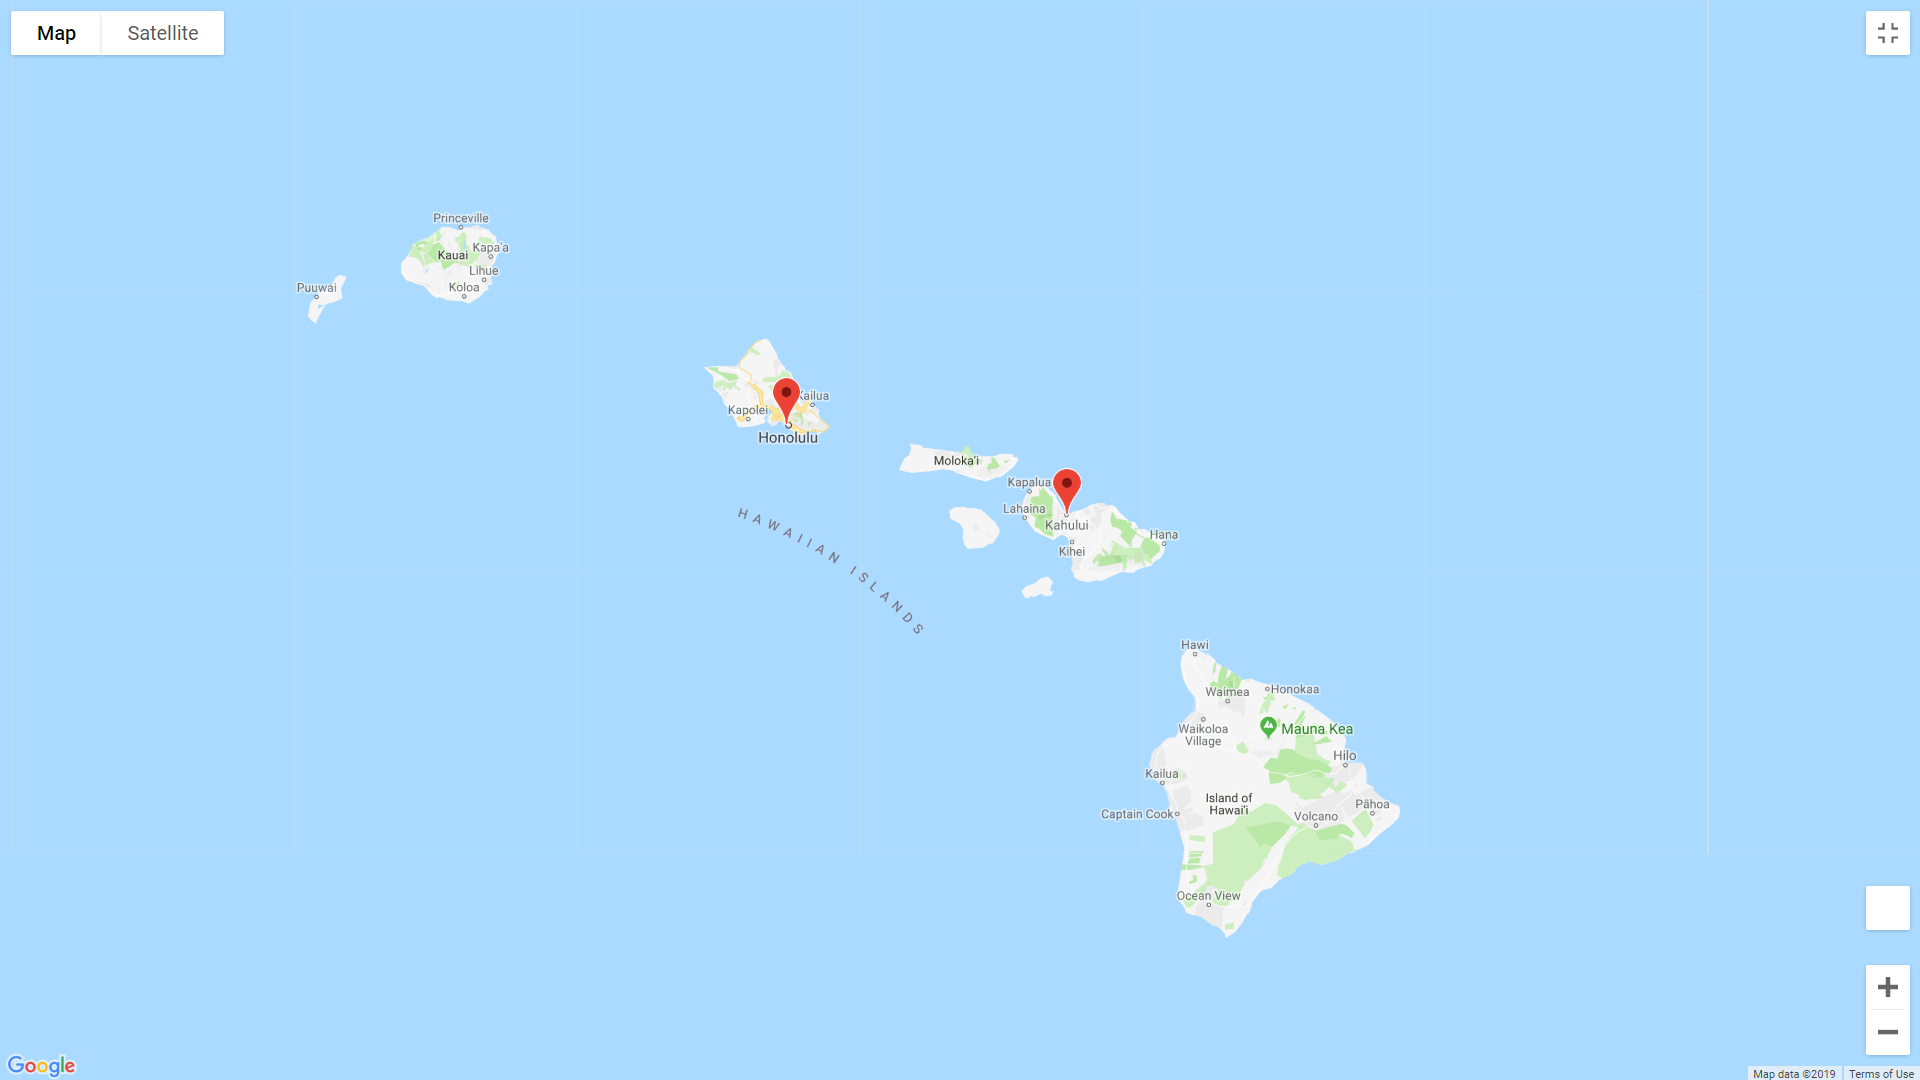 Map
Satellite
Princeville
Kapa'a
Kauai
Lihue
Puuwai
Koloa
Kailua
Kapolei
Honolulu
Moloka'i
Kapalua
Lahaina
Kahului
Hana
Kihei
HAWAIIAN ISLANDS
Hawi
Waimea
Honokaa
Waikoloa
Village
Mauna Kea
Hilo
Kailua
Island of
Hawai'i
Pāhoa
Captain Cook
Volcano
Ocean View
Google
Map data ©2019
Terms of Use